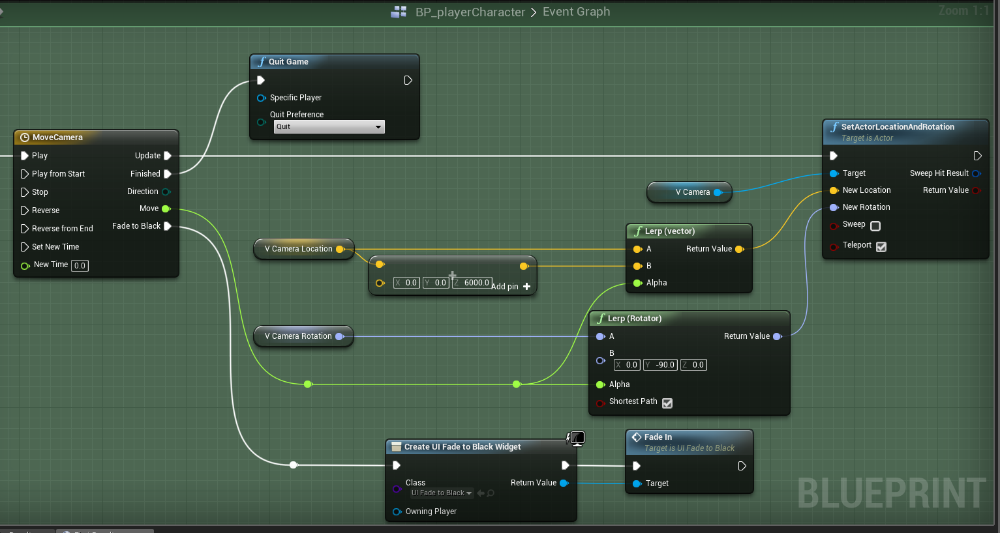 BP_playerCharacter > Event Graph
Zoom 1:1
Quit Game
Specific Player
Quit Preference
Quit
MoveCamera
Play Update
Play from Start Finished
Stop Direction
Reverse Move
Reverse from End Fade to Black
Set New Time
New Time 0.0
SetActorLocationAndRotation
Target is Actor
Target Sweep Hit Result
New Location Return Value
New Rotation
Sweep
Teleport
V Camera
V Camera Location
X 0.0 Y 0.0 Z 6000.0
Add pin
Lerp (vector)
A Return Value
B
Alpha
V Camera Rotation
Lerp (Rotator)
A Return Value
B
X 0.0 Y -90.0 Z 0.0
Alpha
Shortest Path
Create UI Fade to Black Widget
Class Return Value
UI Fade to Black
Owning Player
Fade In
Target is UI Fade to Black
Target
BLUEPRINT